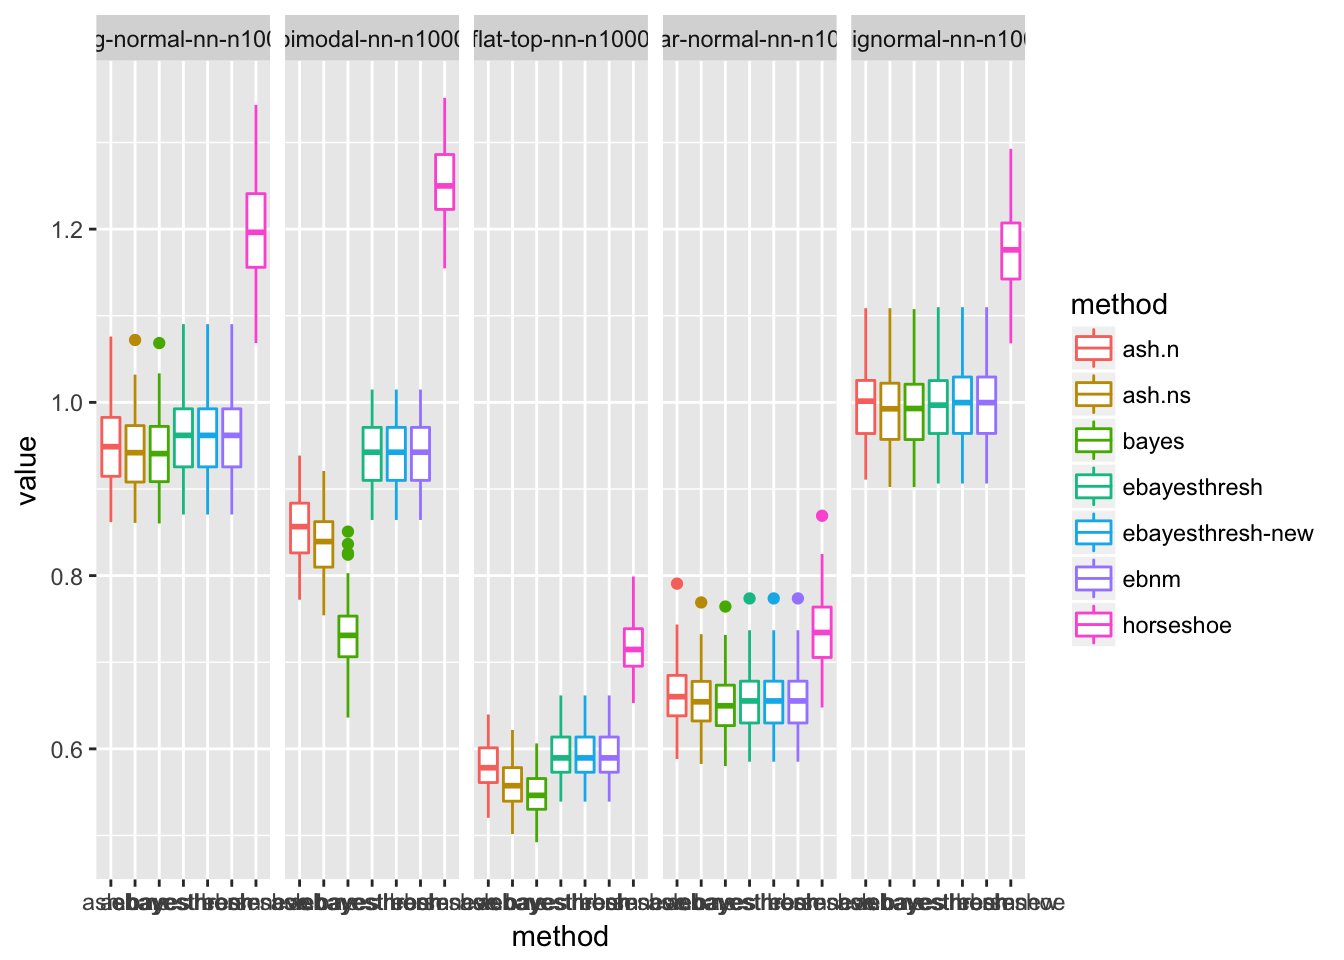 g-normal-nn-n100
bimodal-nn-n1000
flat-top-nn-n1000
ar-normal-nn-n10
ignormal-nn-n100
1.2
1.0
0.8
0.6
value
method
method
ash.n
ash.ns
bayes
ebayesthresh
ebayesthresh-new
ebnm
horseshoe